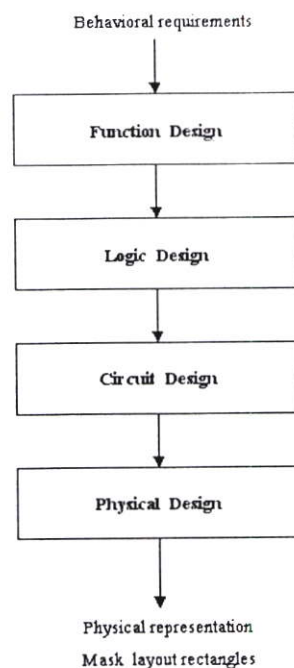 Behavioral requirements
Function Design
Logic Design
Circuit Design
Physical Design
Physical representation
Mask layout rectangles